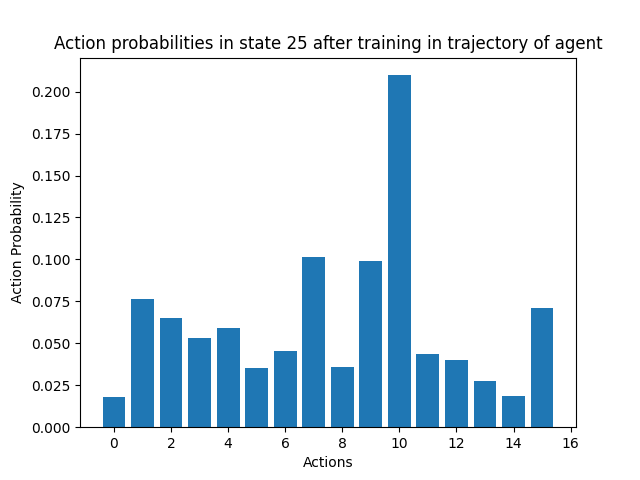 Action probabilities in state 25 after training in trajectory of agent
0.200
0.175
0.150
0.125
0.100
0.075
0.050
0.025
0.000
Action Probability
0 2 4 6 8 10 12 14 16
Actions